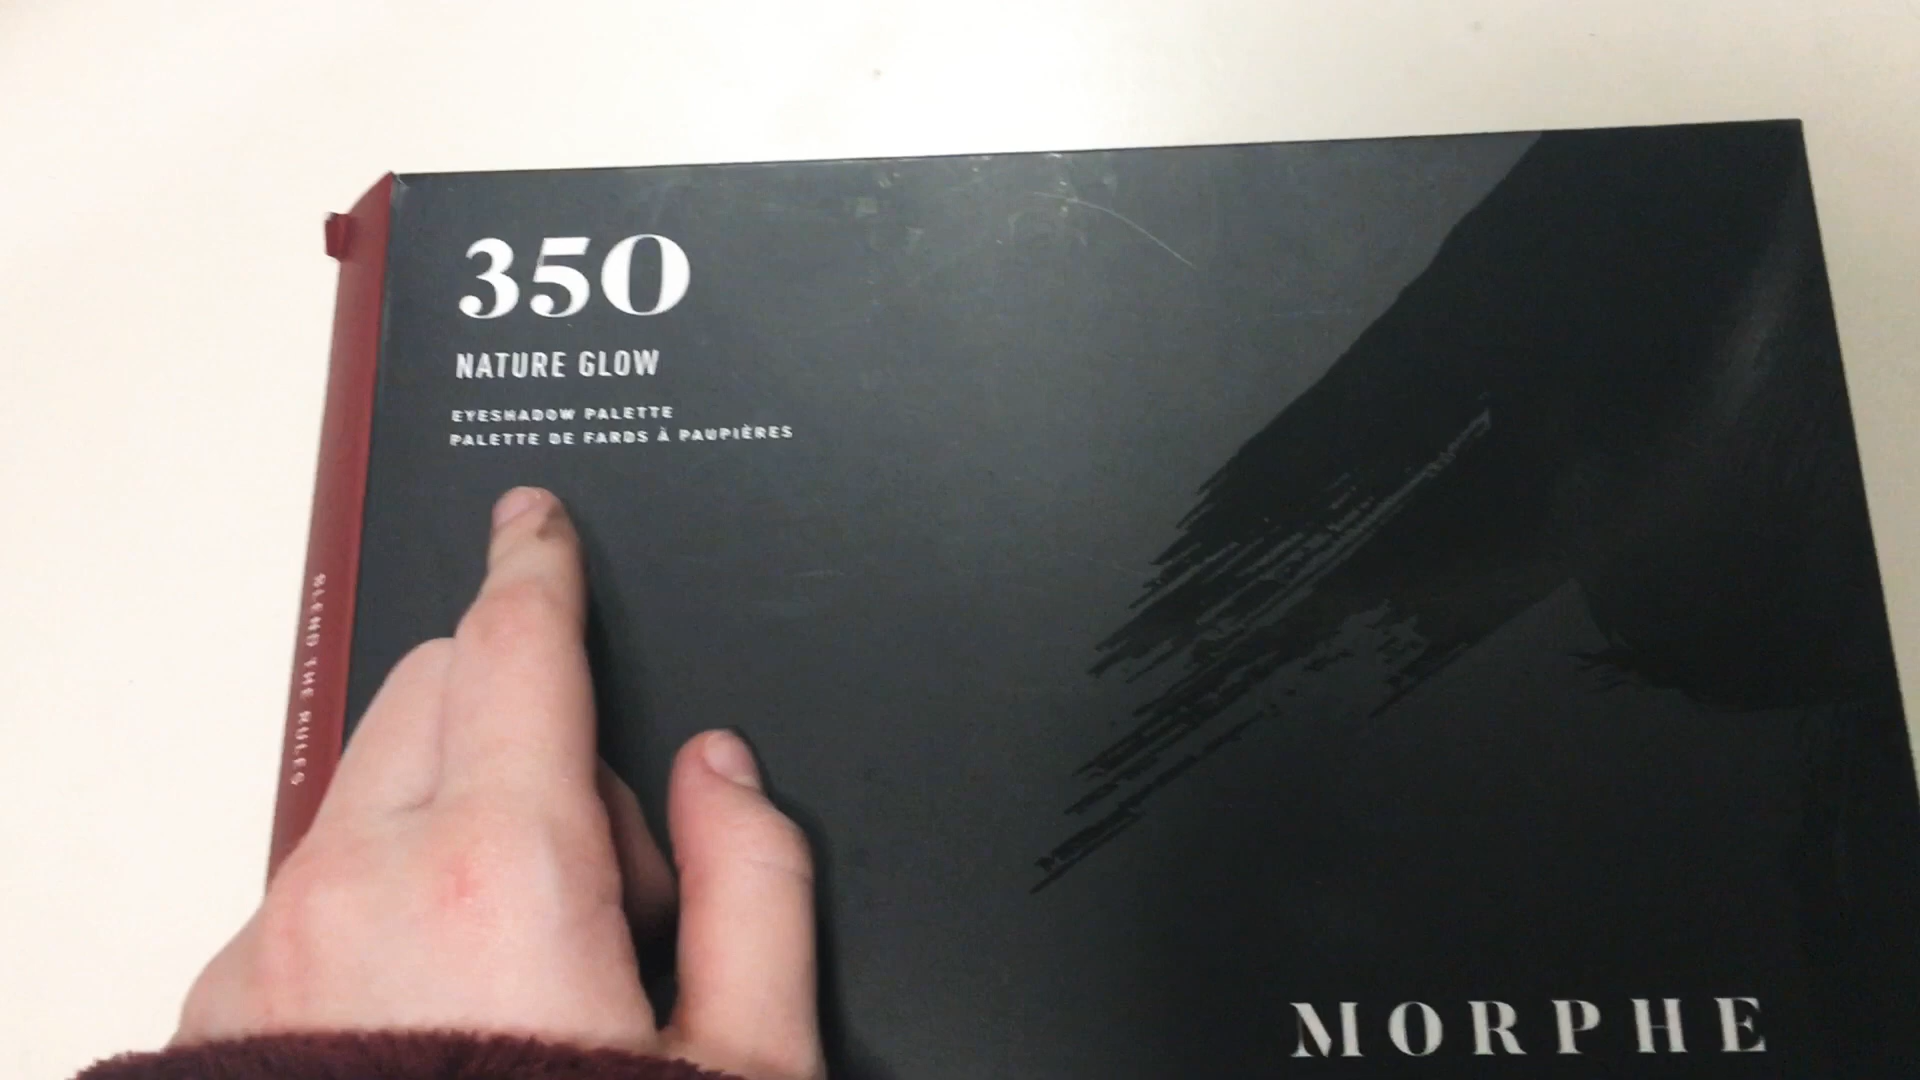 350
NATURE GLOW
EYESHADOW PALETTE
PALETTE DE FARDS À PAUPIÈRES
BLEND THE RULES
MORPHE